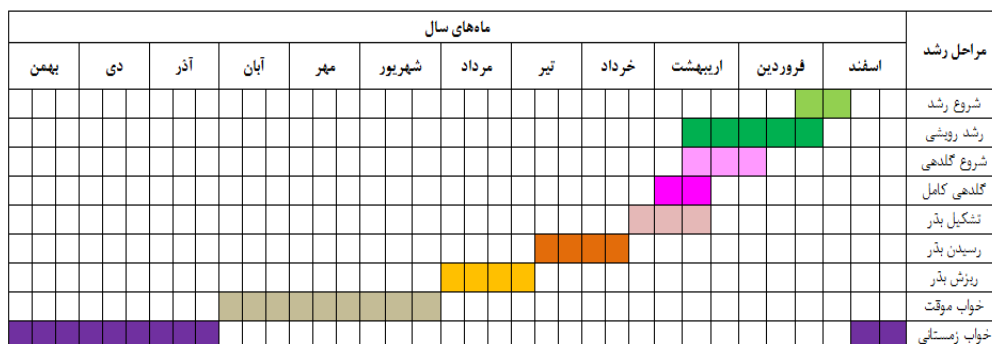 مراحل رشد
ماه‌های سال
اسفند فروردین اریبهشت خرداد تیر مرداد شهریور مهر آبان آذر دی بهمن
شروع رشد
رشد رویشی
شروع گلدهی
گلدهی کامل
تشکیل بذر
رسیدن بذر
ریزش بذر
خواب موقت
خواب زمستانی